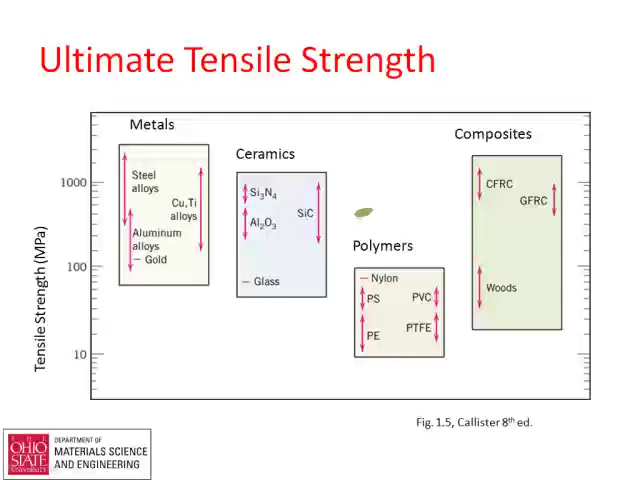 Ultimate Tensile Strength
Metals
Ceramics
Composites
Polymers
Tensile Strength (MPa)
1000
100
10
Steel
alloys
Cu,Ti
alloys
Aluminum
alloys
Gold
Si3N4
Al2O3
SiC
Glass
Nylon
PS
PVC
PE
PTFE
CFRC
GFRC
Woods
Fig. 1.5, Callister 8th ed.
THE
OHIO
STATE
UNIVERSITY
DEPARTMENT OF
MATERIALS SCIENCE
AND ENGINEERING